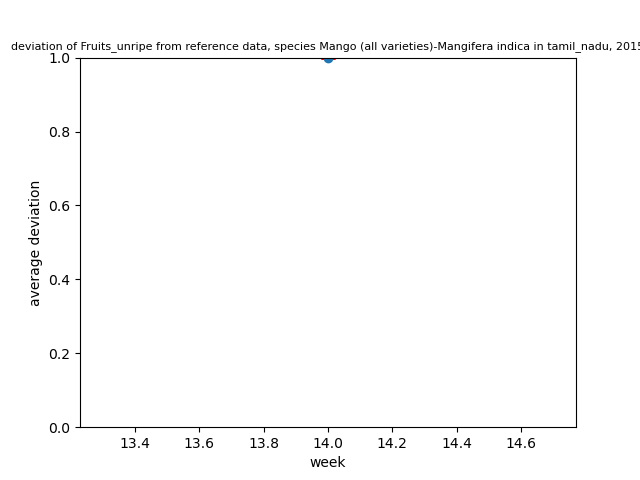 deviation of Fruits_unripe from reference data, species Mango (all varieties)-Mangifera indica in tamil_nadu, 2015
1.0
0.8
0.6
0.4
0.2
0.0
average deviation
13.4 13.6 13.8 14.0 14.2 14.4 14.6
week